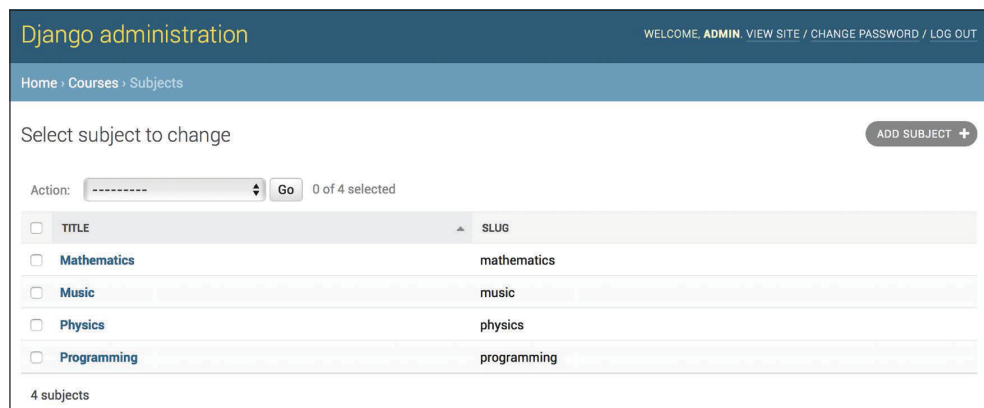 Django administration
WELCOME, ADMIN. VIEW SITE / CHANGE PASSWORD / LOG OUT
Home › Courses › Subjects
Select subject to change
ADD SUBJECT +
Action: --------- Go 0 of 4 selected
TITLE SLUG
Mathematics mathematics
Music music
Physics physics
Programming programming
4 subjects